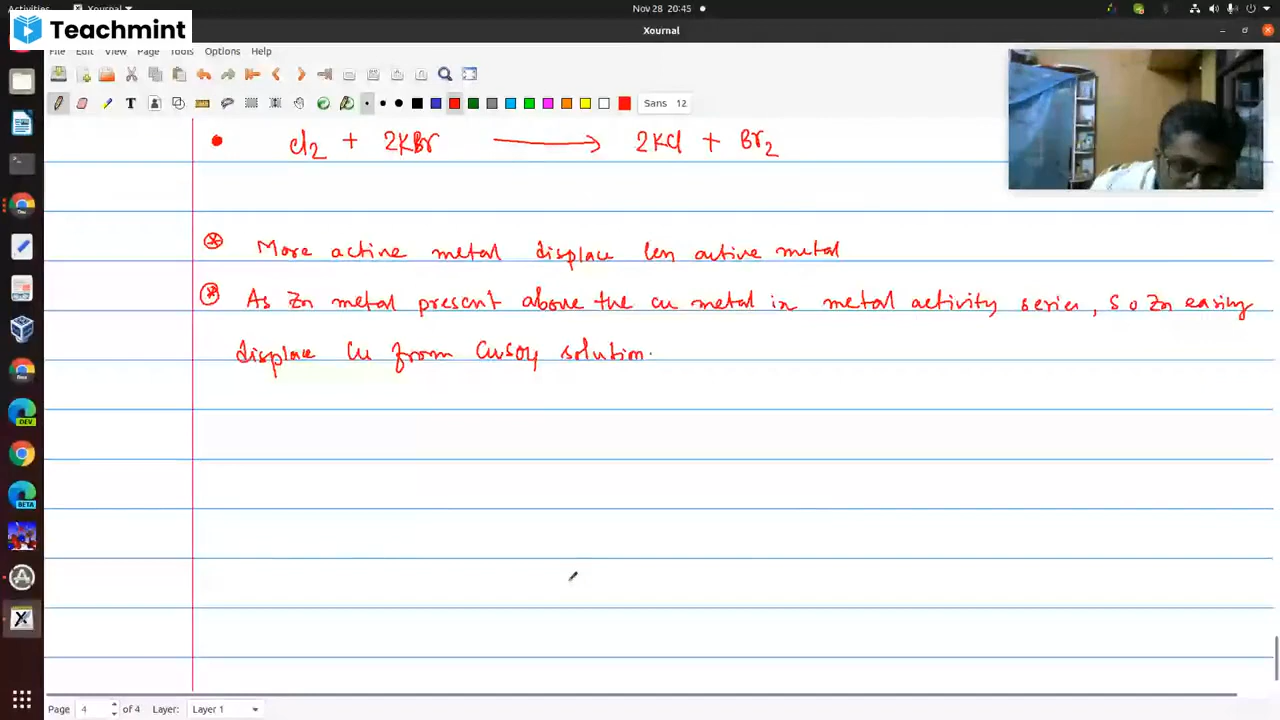 Activities
Xournal
Nov 28 20:45
Teachmint
Xournal
File Edit View Page Tools Options Help
Sans 12
Cl2 + 2KBr ⟶ 2KCl + Br2
More active metal displace less active metal
As Zn metal present above the Cu metal in metal activity series, so Zn easily
displace Cu from CuSO4 solution.
DEV
BETA
Page 4 of 4 Layer: Layer 1